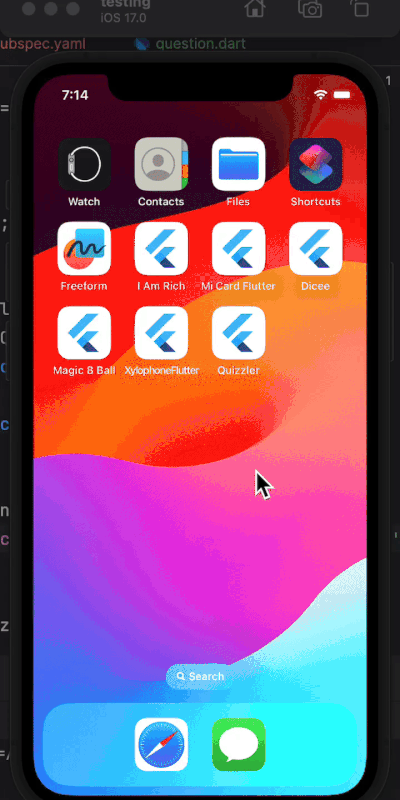 testing
iOS 17.0
ubspec.yaml
question.dart
1
7:14
Watch
Contacts
Files
Shortcuts
Freeform
I Am Rich
Mi Card Flutter
Dicee
Magic 8 Ball
XylophoneFlutter
Quizzler
Search